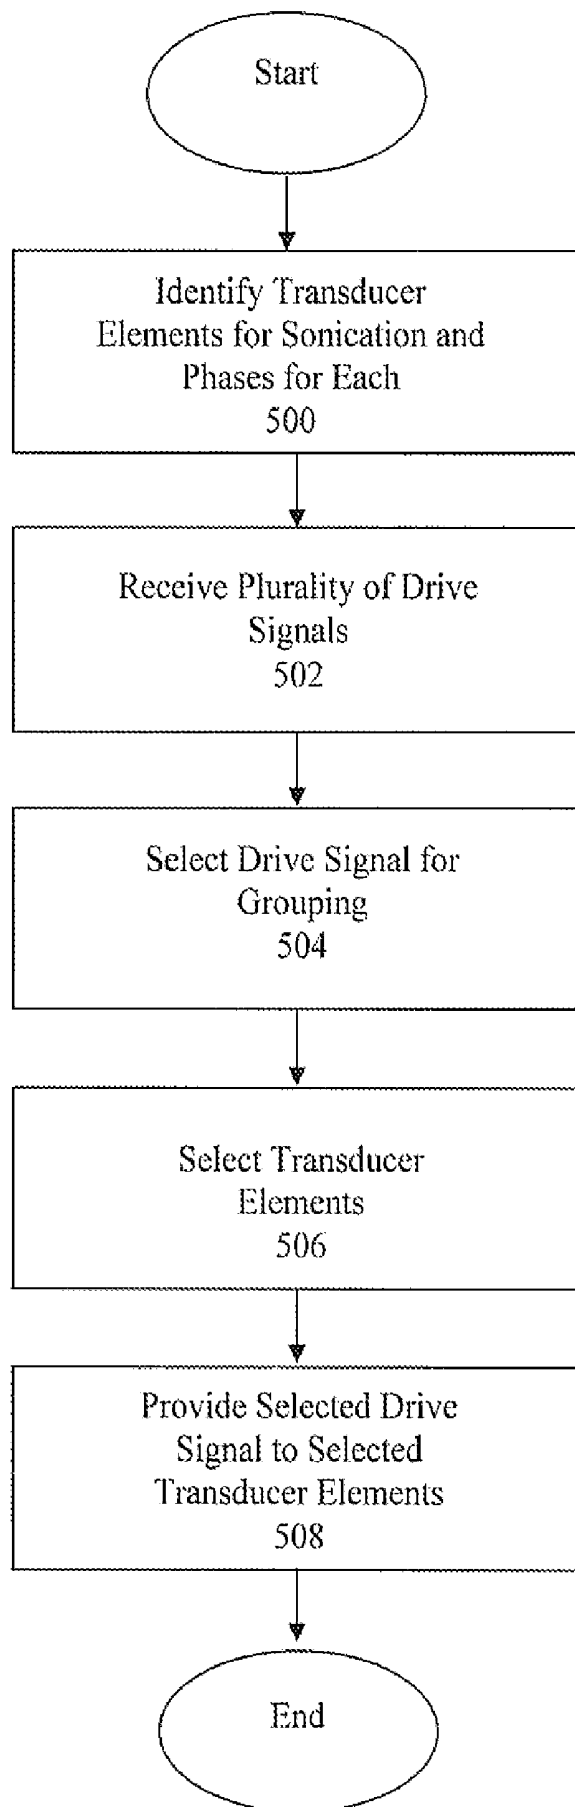 Start
Identify Transducer
Elements for Sonication and
Phases for Each
500
Receive Plurality of Drive
Signals
502
Select Drive Signal for
Grouping
504
Select Transducer
Elements
506
Provide Selected Drive
Signal to Selected
Transducer Elements
508
End